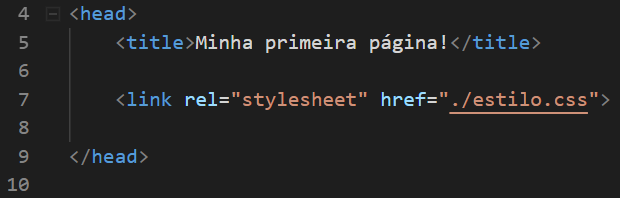 4 <head>
5 <title>Minha primeira página!</title>
6
7 <link rel="stylesheet" href="./estilo.css">
8
9 </head>
10